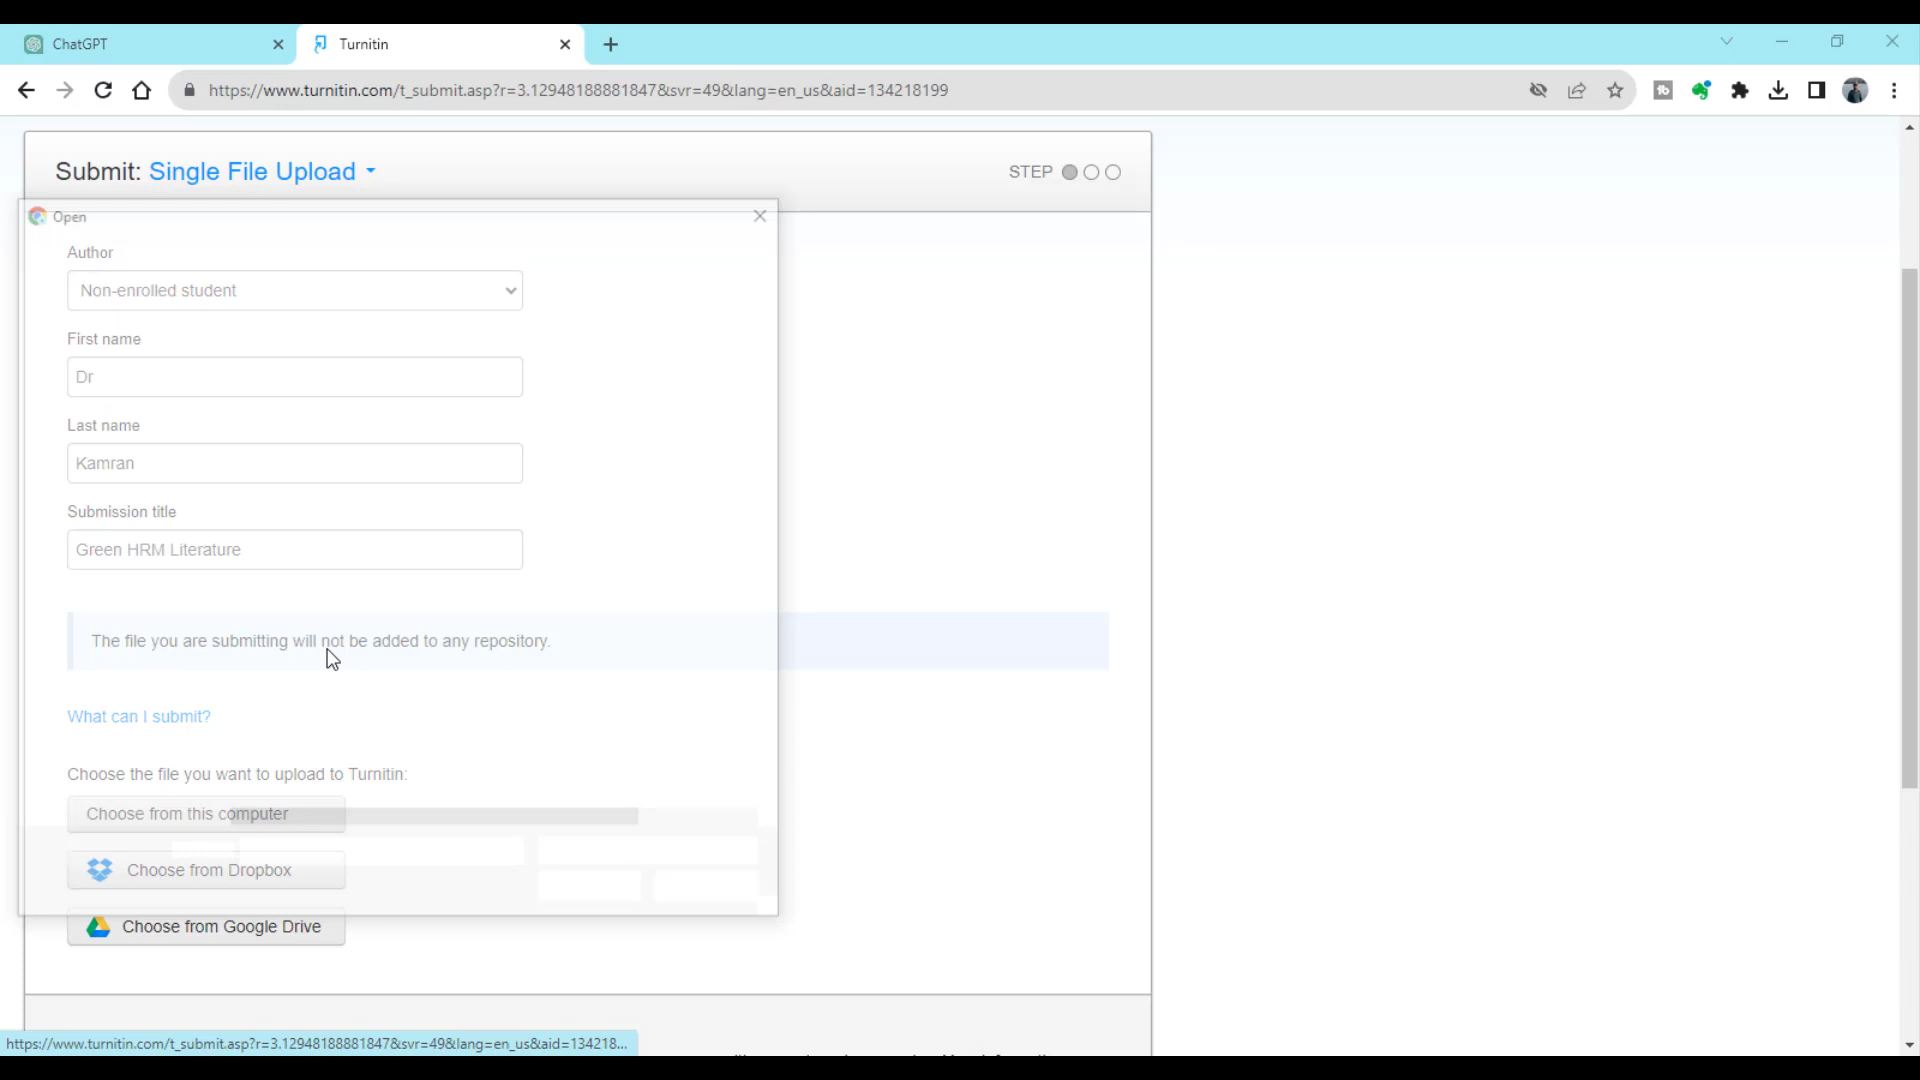 ChatGPT
Turnitin
https://www.turnitin.com/t_submit.asp?r=3.12948188881847&svr=49&lang=en_us&aid=134218199
Submit: Single File Upload
STEP
Open
Author
Non-enrolled student
First name
Dr
Last name
Kamran
Submission title
Green HRM Literature
The file you are submitting will not be added to any repository.
What can I submit?
Choose the file you want to upload to Turnitin:
Choose from this computer
Choose from Dropbox
Choose from Google Drive
https://www.turnitin.com/t_submit.asp?r=3.12948188881847&svr=49&lang=en_us&aid=134218...